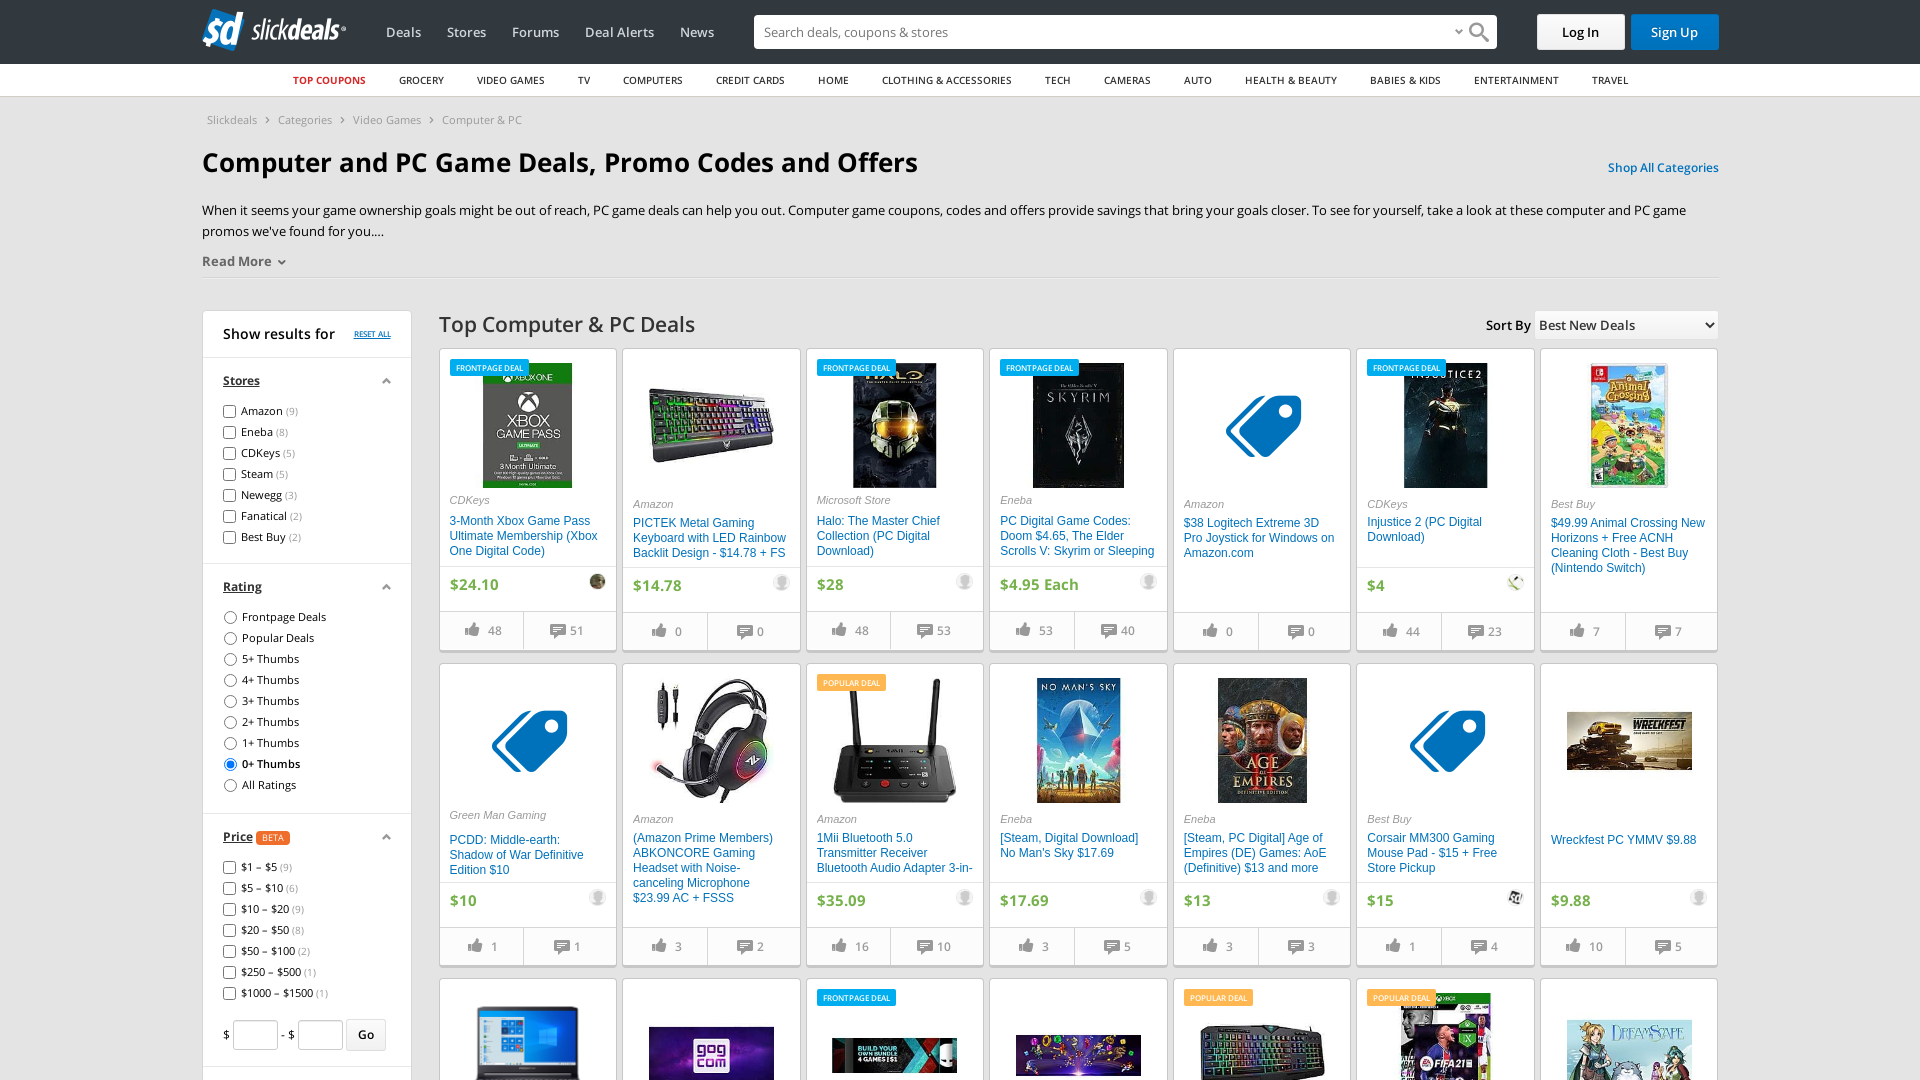 slickdeals
Deals
Stores
Forums
Deal Alerts
News
Search deals, coupons & stores
Log In
Sign Up
TOP COUPONS
GROCERY
VIDEO GAMES
TV
COMPUTERS
CREDIT CARDS
HOME
CLOTHING & ACCESSORIES
TECH
CAMERAS
AUTO
HEALTH & BEAUTY
BABIES & KIDS
ENTERTAINMENT
TRAVEL
Slickdeals > Categories > Video Games > Computer & PC
Computer and PC Game Deals, Promo Codes and Offers
Shop All Categories
When it seems your game ownership goals might be out of reach, PC game deals can help you out. Computer game coupons, codes and offers provide savings that bring your goals closer. To see for yourself, take a look at these computer and PC game
promos we've found for you....
Read More
Show results for
RESET ALL
Stores
Amazon (9)
Eneba (8)
CDKeys (5)
Steam (5)
Newegg (3)
Fanatical (2)
Best Buy (2)
Rating
Frontpage Deals
Popular Deals
5+ Thumbs
4+ Thumbs
3+ Thumbs
2+ Thumbs
1+ Thumbs
0+ Thumbs
All Ratings
Price BETA
$1 – $5 (9)
$5 – $10 (6)
$10 – $20 (9)
$20 – $50 (8)
$50 – $100 (2)
$250 – $500 (1)
$1000 – $1500 (1)
$ - $ Go
Top Computer & PC Deals
Sort By Best New Deals
FRONTPAGE DEAL
XBOX ONE
XBOX
GAME PASS
ULTIMATE
3 Month Ultimate
CDKeys
3-Month Xbox Game Pass
Ultimate Membership (Xbox
One Digital Code)
$24.10
48
51
Amazon
PICTEK Metal Gaming
Keyboard with LED Rainbow
Backlit Design - $14.78 + FS
$14.78
0
0
FRONTPAGE DEAL
HALO
Microsoft Store
Halo: The Master Chief
Collection (PC Digital
Download)
$28
48
53
FRONTPAGE DEAL
SKYRIM
Eneba
PC Digital Game Codes:
Doom $4.65, The Elder
Scrolls V: Skyrim or Sleeping
$4.95 Each
53
40
Amazon
$38 Logitech Extreme 3D
Pro Joystick for Windows on
Amazon.com
0
0
FRONTPAGE DEAL
INJUSTICE 2
CDKeys
Injustice 2 (PC Digital
Download)
$4
44
23
Animal
Crossing
Best Buy
$49.99 Animal Crossing New
Horizons + Free ACNH
Cleaning Cloth - Best Buy
(Nintendo Switch)
7
7
Green Man Gaming
PCDD: Middle-earth:
Shadow of War Definitive
Edition $10
$10
1
1
Amazon
(Amazon Prime Members)
ABKONCORE Gaming
Headset with Noise-
canceling Microphone
$23.99 AC + FSSS
3
2
POPULAR DEAL
Amazon
1Mii Bluetooth 5.0
Transmitter Receiver
Bluetooth Audio Adapter 3-in-
$35.09
16
10
NO MAN'S SKY
Eneba
[Steam, Digital Download]
No Man's Sky $17.69
$17.69
3
5
AGE
OF
EMPIRES
DEFINITIVE EDITION
Eneba
[Steam, PC Digital] Age of
Empires (DE) Games: AoE
(Definitive) $13 and more
$13
3
3
Best Buy
Corsair MM300 Gaming
Mouse Pad - $15 + Free
Store Pickup
$15
1
4
WRECKFEST
Wreckfest PC YMMV $9.88
$9.88
10
5
GOG
COM
FRONTPAGE DEAL
BUILD YOUR
OWN BUNDLE
4 GAMES | $1
POPULAR DEAL
POPULAR DEAL
XBOX
FIFA 21
DREAMSCAPE